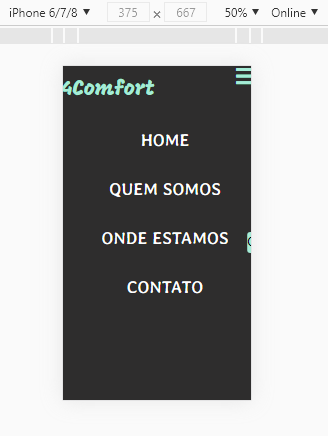 iPhone 6/7/8 ▼ 375 × 667 50% ▼ Online ▼
4Comfort
HOME
QUEM SOMOS
ONDE ESTAMOS
CONTATO